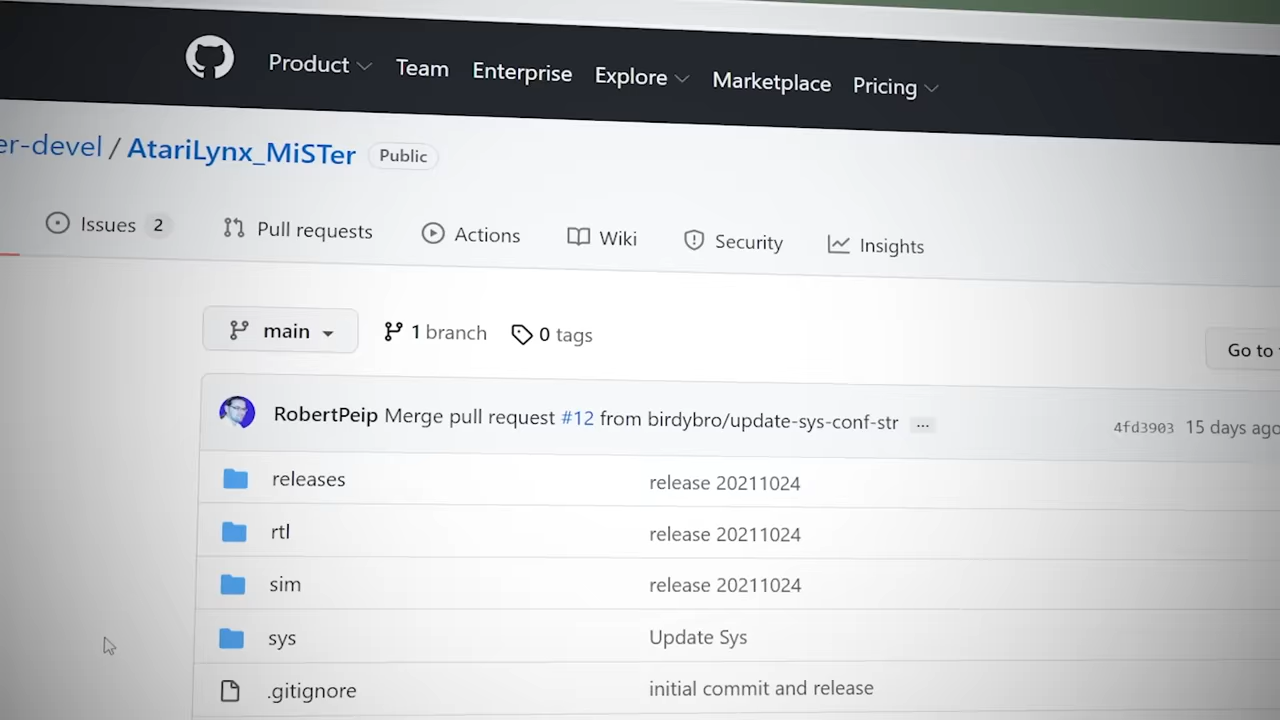 Product Team Enterprise Explore Marketplace Pricing
er-devel / AtariLynx_MiSTer Public
Issues 2 Pull requests Actions Wiki Security Insights
main 1 branch 0 tags Go to
RobertPeip Merge pull request #12 from birdybro/update-sys-conf-str ... 4fd3903 15 days ago
releases release 20211024
rtl release 20211024
sim release 20211024
sys Update Sys
.gitignore initial commit and release